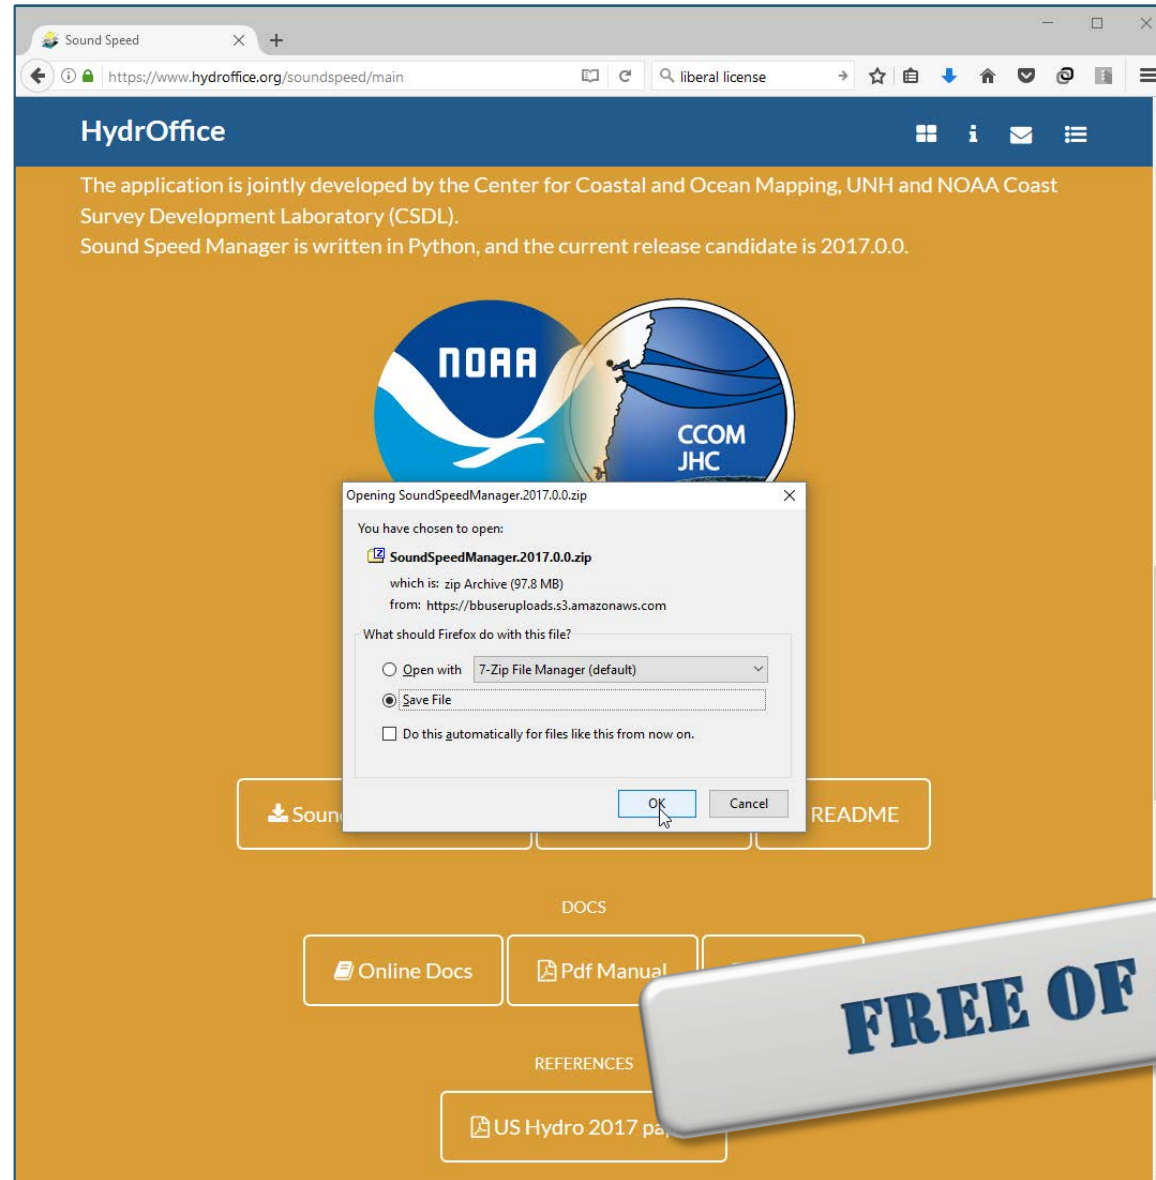 Sound Speed
https://www.hydroffice.org/soundspeed/main
liberal license
HydrOffice
The application is jointly developed by the Center for Coastal and Ocean Mapping, UNH and NOAA Coast
Survey Development Laboratory (CSDL).
Sound Speed Manager is written in Python, and the current release candidate is 2017.0.0.
NOAA
CCOM
JHC
Opening SoundSpeedManager.2017.0.0.zip
You have chosen to open:
SoundSpeedManager.2017.0.0.zip
which is: zip Archive (97.8 MB)
from: https://bbuseruploads.s3.amazonaws.com
What should Firefox do with this file?
Open with 7-Zip File Manager (default)
Save File
Do this automatically for files like this from now on.
OK Cancel
README
DOCS
Online Docs Pdf Manual
FREE OF
REFERENCES
US Hydro 2017